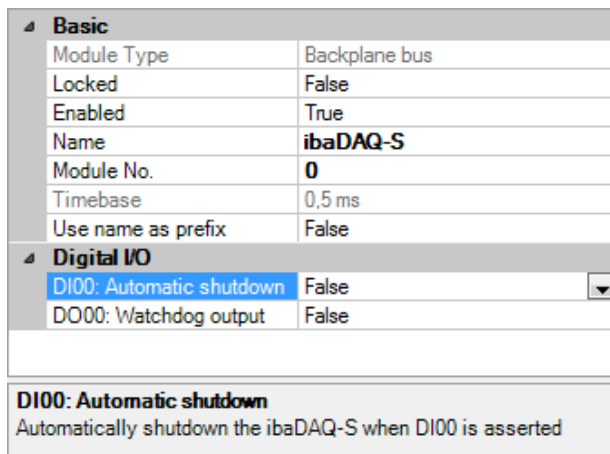 Basic
Module Type Backplane bus
Locked False
Enabled True
Name ibaDAQ-S
Module No. 0
Timebase 0,5 ms
Use name as prefix False
Digital I/O
DI00: Automatic shutdown False
DO00: Watchdog output False
DI00: Automatic shutdown
Automatically shutdown the ibaDAQ-S when DI00 is asserted